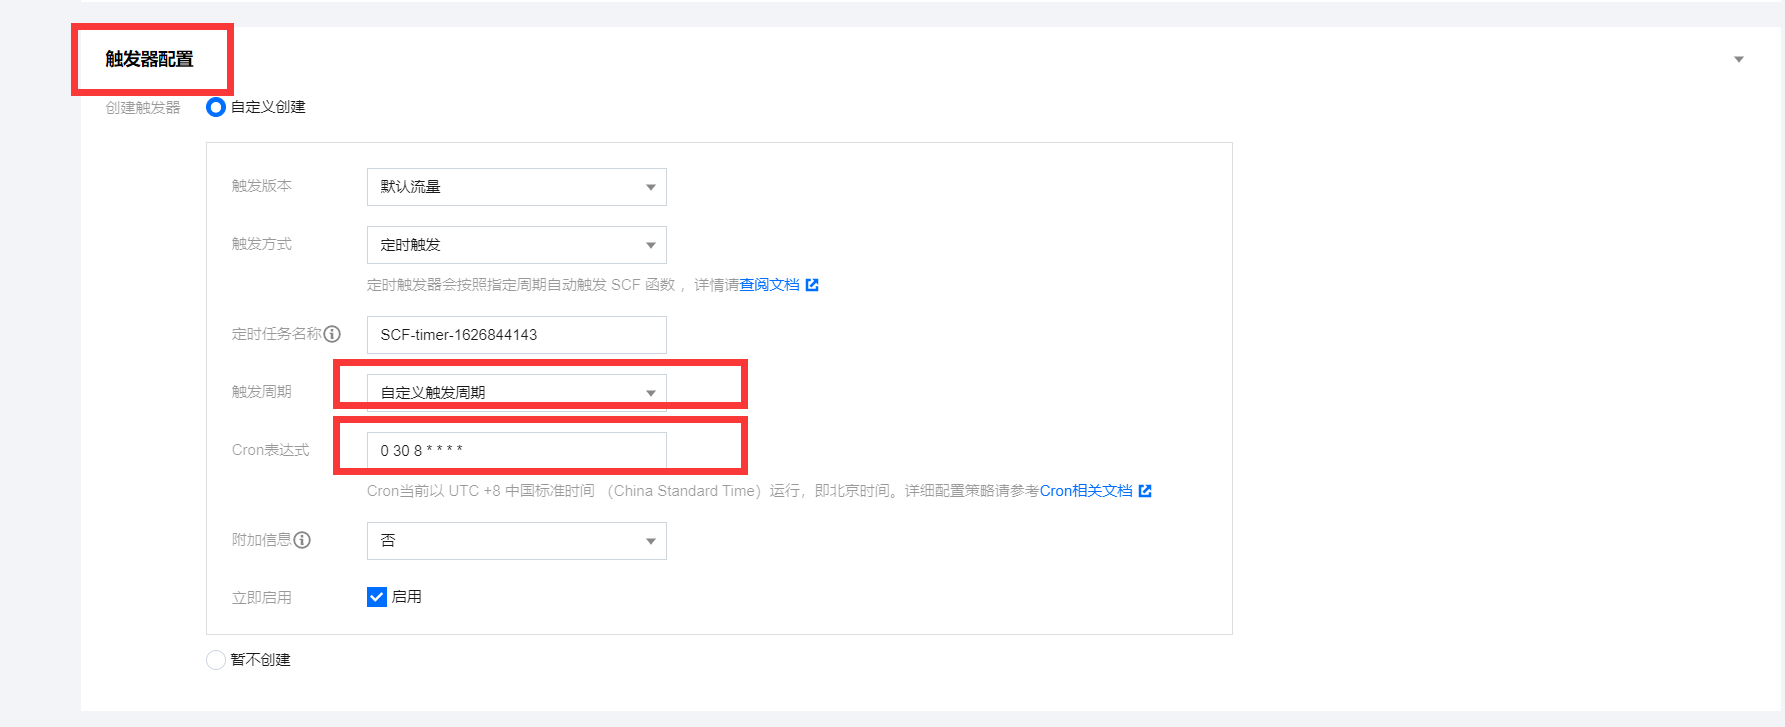 触发器配置
创建触发器 自定义创建
触发版本 默认流量
触发方式 定时触发
定时触发器会按照指定周期自动触发 SCF 函数，详情请查阅文档
定时任务名称 SCF-timer-1626844143
触发周期 自定义触发周期
Cron表达式 0 30 8 * * * *
Cron当前以 UTC +8 中国标准时间 （China Standard Time）运行，即北京时间。详细配置策略请参考Cron相关文档
附加信息 否
立即启用 启用
暂不创建